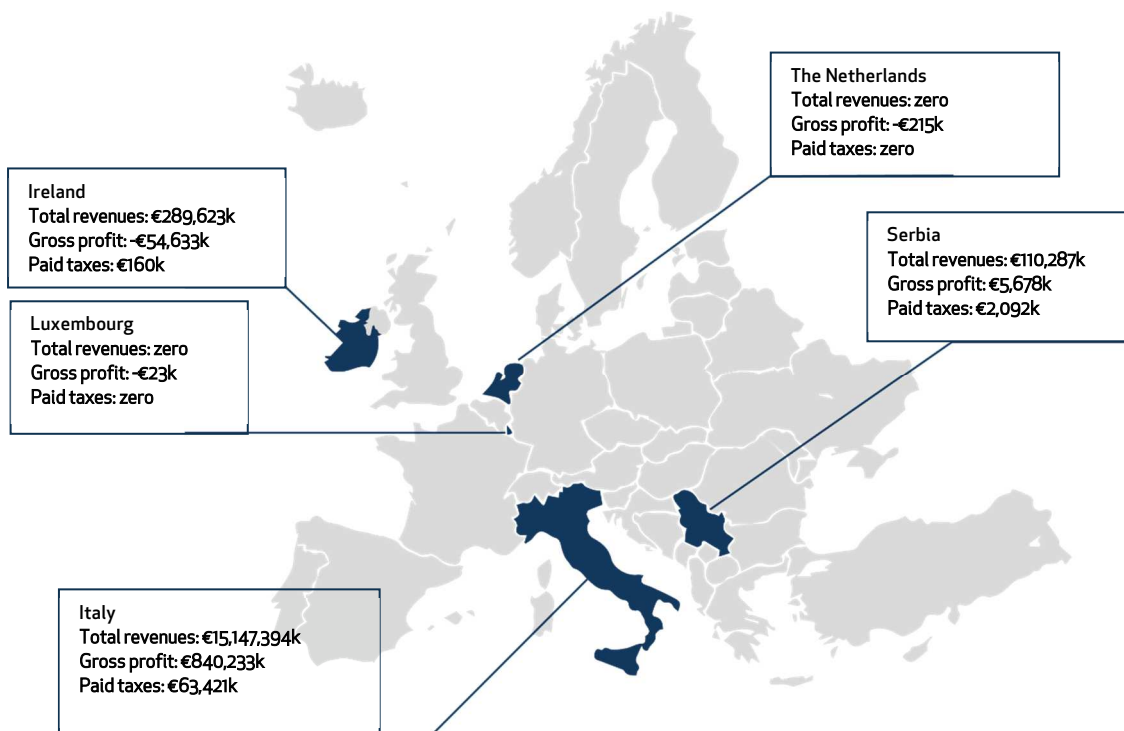 The Netherlands
Total revenues: zero
Gross profit: -€215k
Paid taxes: zero
Ireland
Total revenues: €289,623k
Gross profit: -€54,633k
Paid taxes: €160k
Serbia
Total revenues: €110,287k
Gross profit: €5,678k
Paid taxes: €2,092k
Luxembourg
Total revenues: zero
Gross profit: -€23k
Paid taxes: zero
Italy
Total revenues: €15,147,394k
Gross profit: €840,233k
Paid taxes: €63,421k